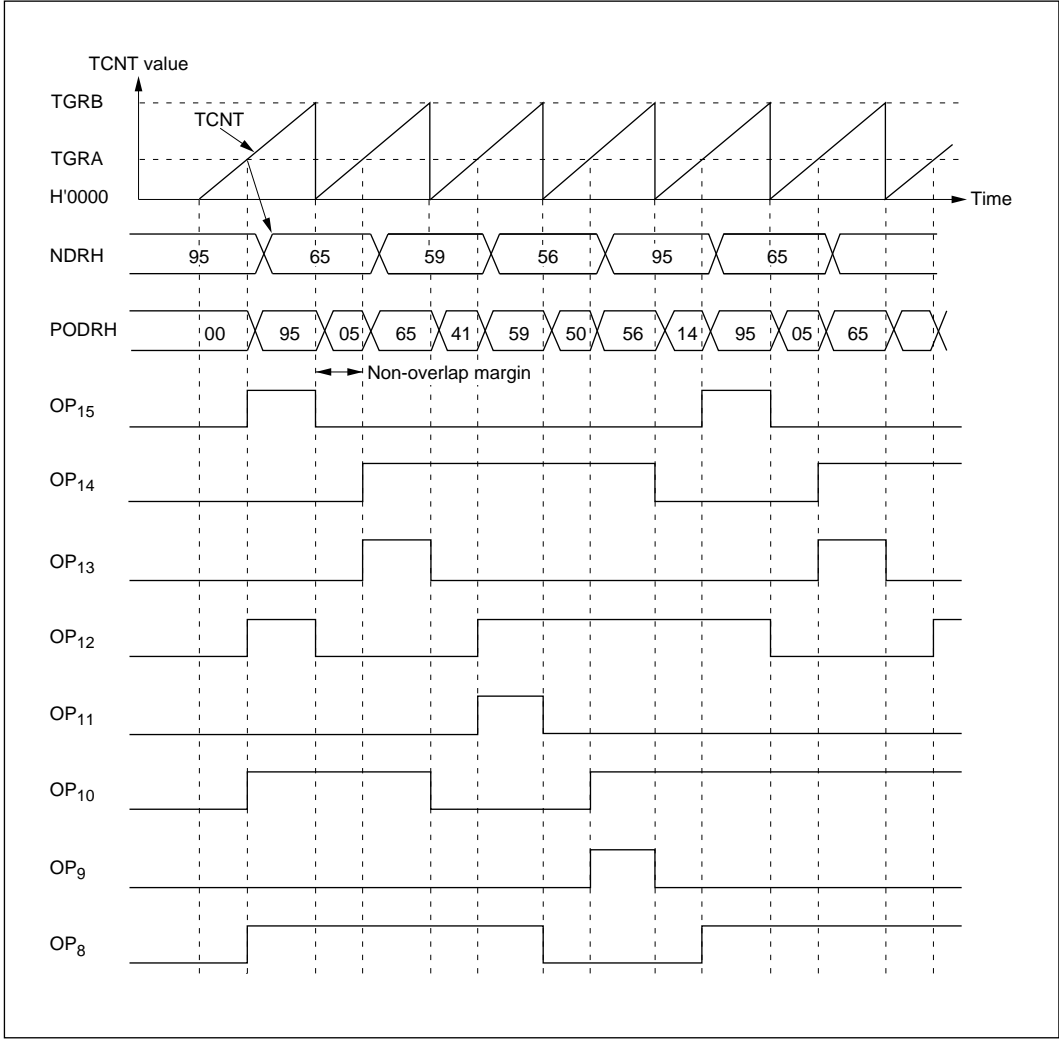 TCNT value
TGRB
TCNT
TGRA
H'0000
Time
NDRH 95 65 59 56 95 65
PODRH 00 95 05 65 41 59 50 56 14 95 05 65
Non-overlap margin
OP15
OP14
OP13
OP12
OP11
OP10
OP9
OP8